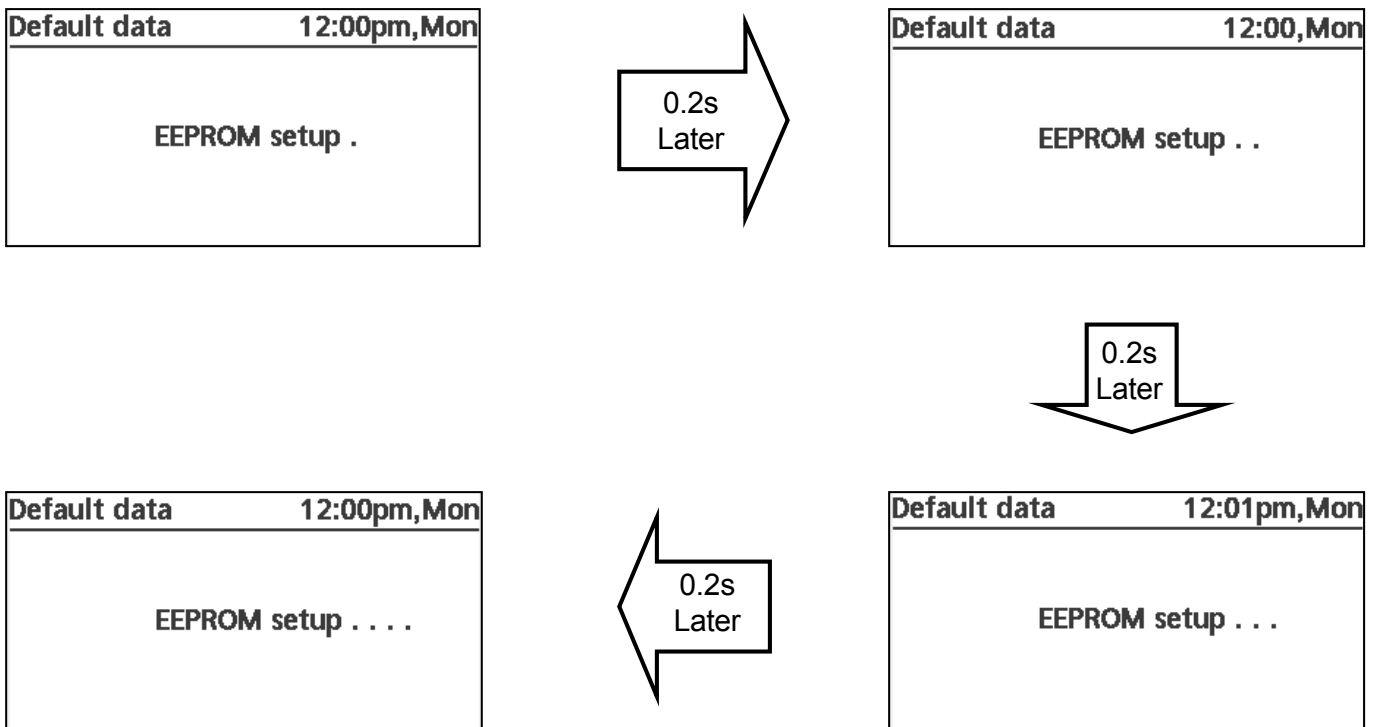 Default data 12:00pm,Mon
EEPROM setup .
0.2s
Later
Default data 12:00,Mon
EEPROM setup . .
0.2s
Later
Default data 12:01pm,Mon
EEPROM setup . . .
0.2s
Later
Default data 12:00pm,Mon
EEPROM setup . . . .